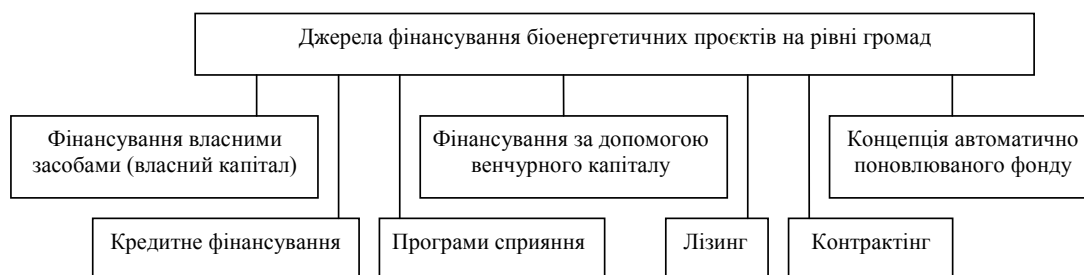 Джерела фінансування біоенергетичних проєктів на рівні громад
Фінансування власними
засобами (власний капітал)
Фінансування за допомогою
венчурного капіталу
Концепція автоматично
поновлюваного фонду
Кредитне фінансування
Програми сприяння
Лізинг
Контрактінг